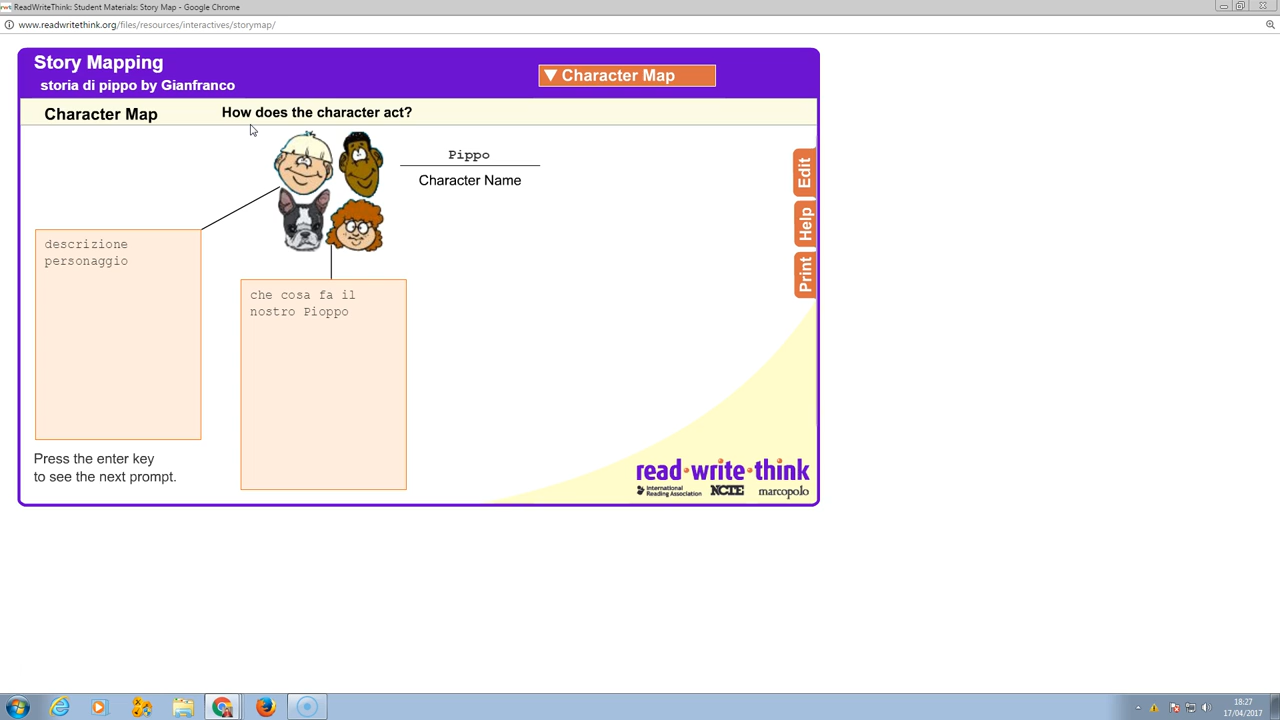 ReadWriteThink: Student Materials: Story Map - Google Chrome
www.readwritethink.org/files/resources/interactives/storymap/
Story Mapping
storia di pippo by Gianfranco
Character Map
Character Map
How does the character act?
Pippo
Character Name
Edit
Help
Print
descrizione
personaggio
che cosa fa il
nostro Pioppo
Press the enter key
to see the next prompt.
read·write·think
International
Reading Association
NCTE
marcopolo
18:27
17/04/2017